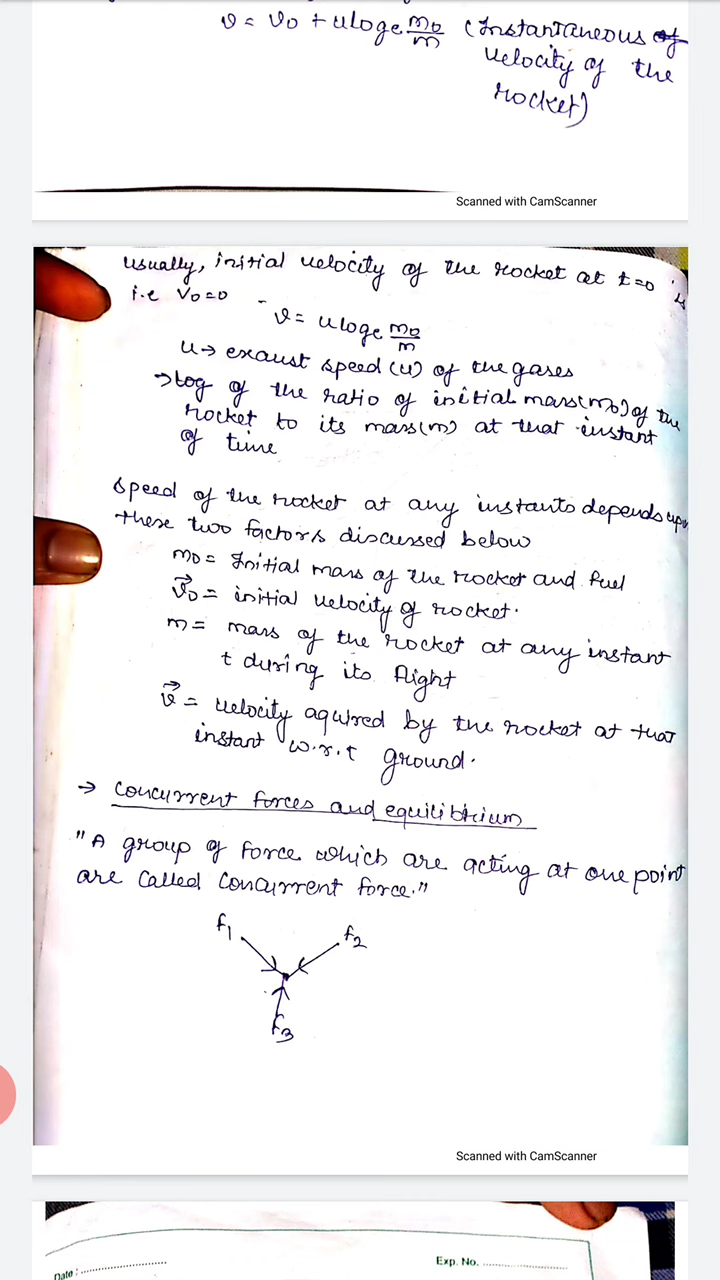 v = v0 + uloge m0/m (Instantaneous of
velocity of the
rocket)
Scanned with CamScanner
usually, initial velocity of the rocket at t=0 is
i.e V0=0
v = uloge m0/m
u→ exaust speed (u) of the gases
→ Log of the ratio of initial mass (m0) of the
rocket to its mass (m) at that instant
of time
speed of the rocket at any instants depends upon
these two factors discussed below
m0 = Initial mass of the rocket and fuel
v⃗0 = initial velocity of rocket.
m = mass of the rocket at any instant
t during its flight
v⃗ = velocity aquired by the rocket at that
instant w.r.t ground.
→ Concurrent forces and equilibrium
"A group of force which are acting at one point
are called Concurrent force."
f1
f2
f3
Scanned with CamScanner
Exp. No. ..............................
Date : ..............................